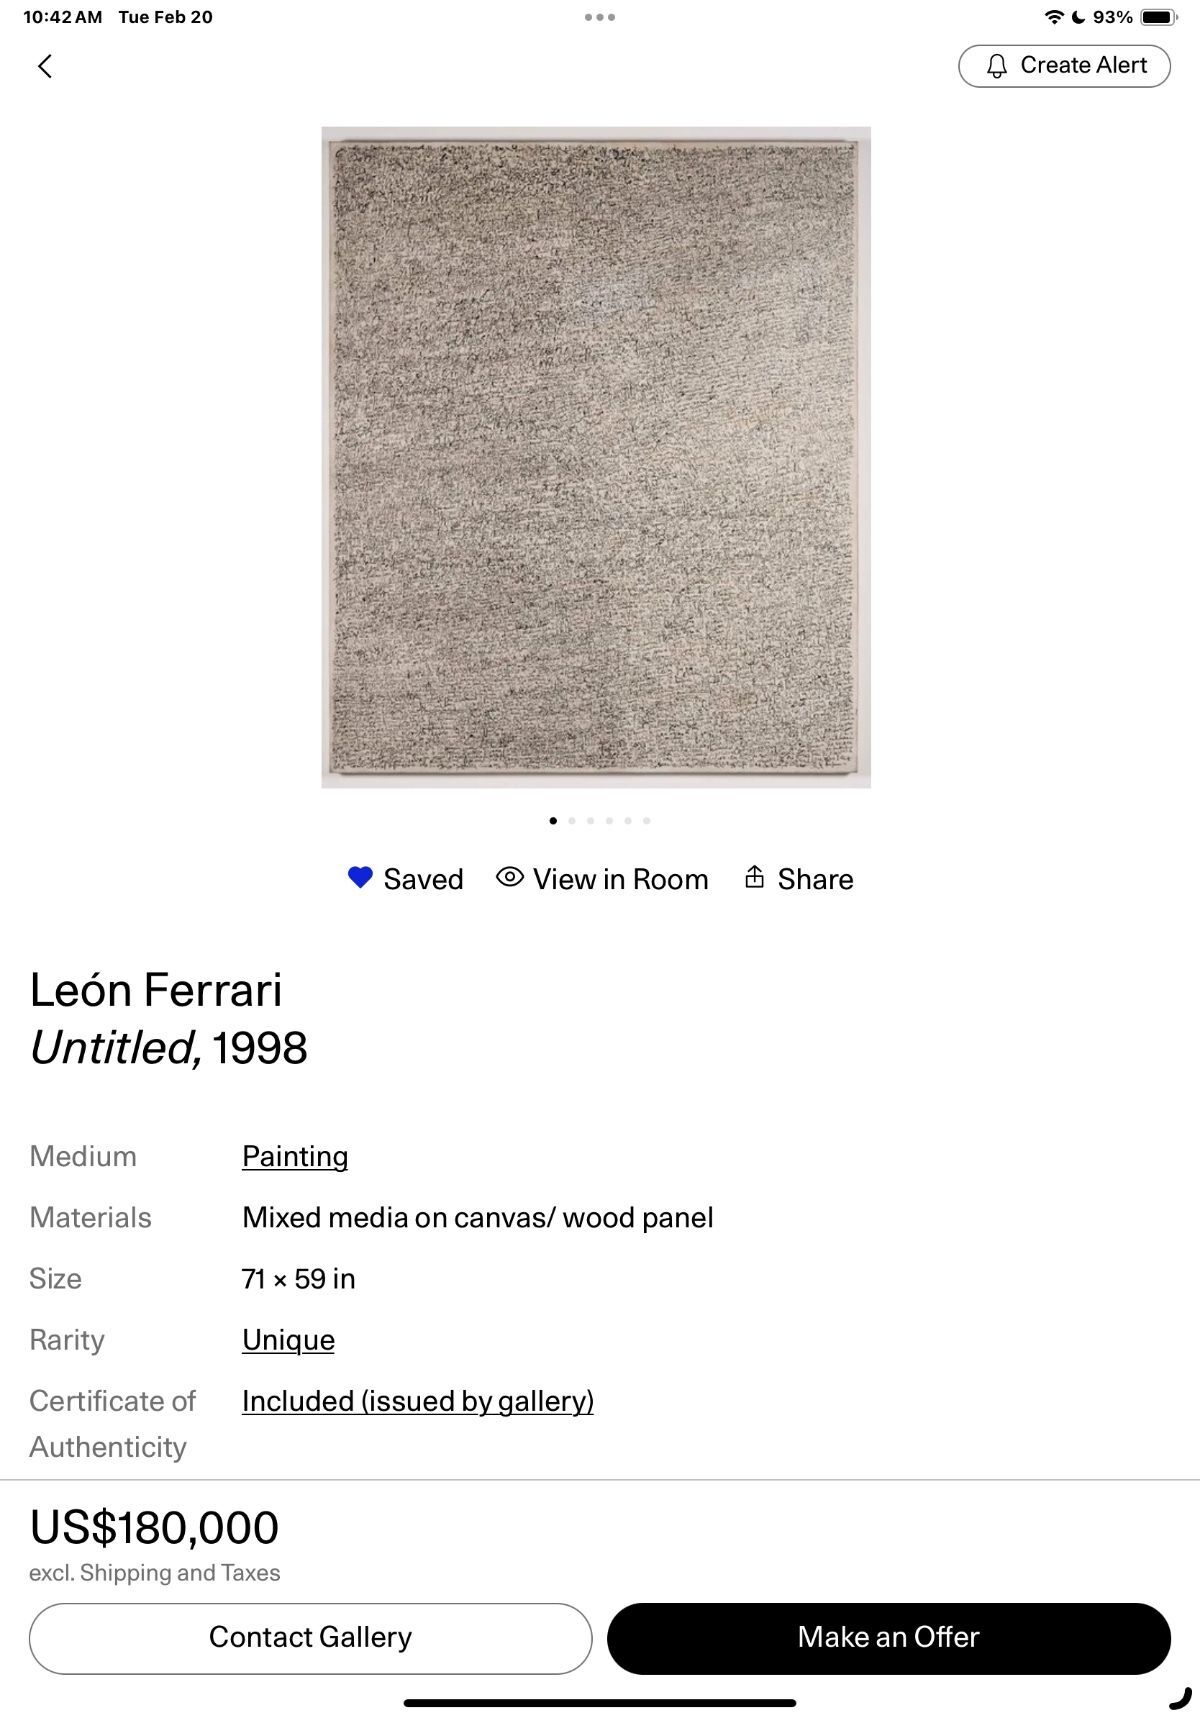 10:42 AM Tue Feb 20
93%
Create Alert
Saved View in Room Share
León Ferrari
Untitled, 1998
Medium Painting
Materials Mixed media on canvas/ wood panel
Size 71 × 59 in
Rarity Unique
Certificate of Included (issued by gallery)
Authenticity
US$180,000
excl. Shipping and Taxes
Contact Gallery Make an Offer